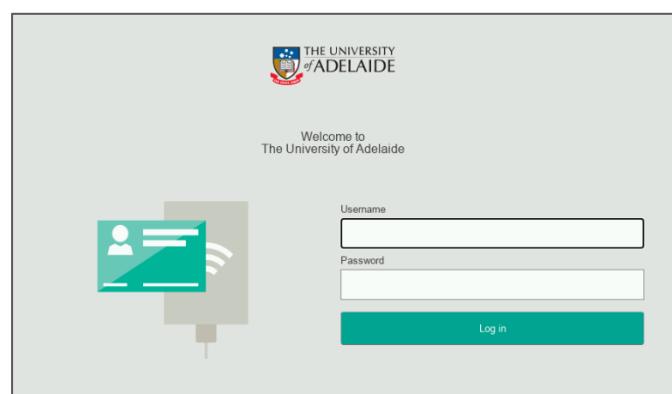 THE UNIVERSITY
of ADELAIDE
Welcome to
The University of Adelaide
Username
Password
Log in